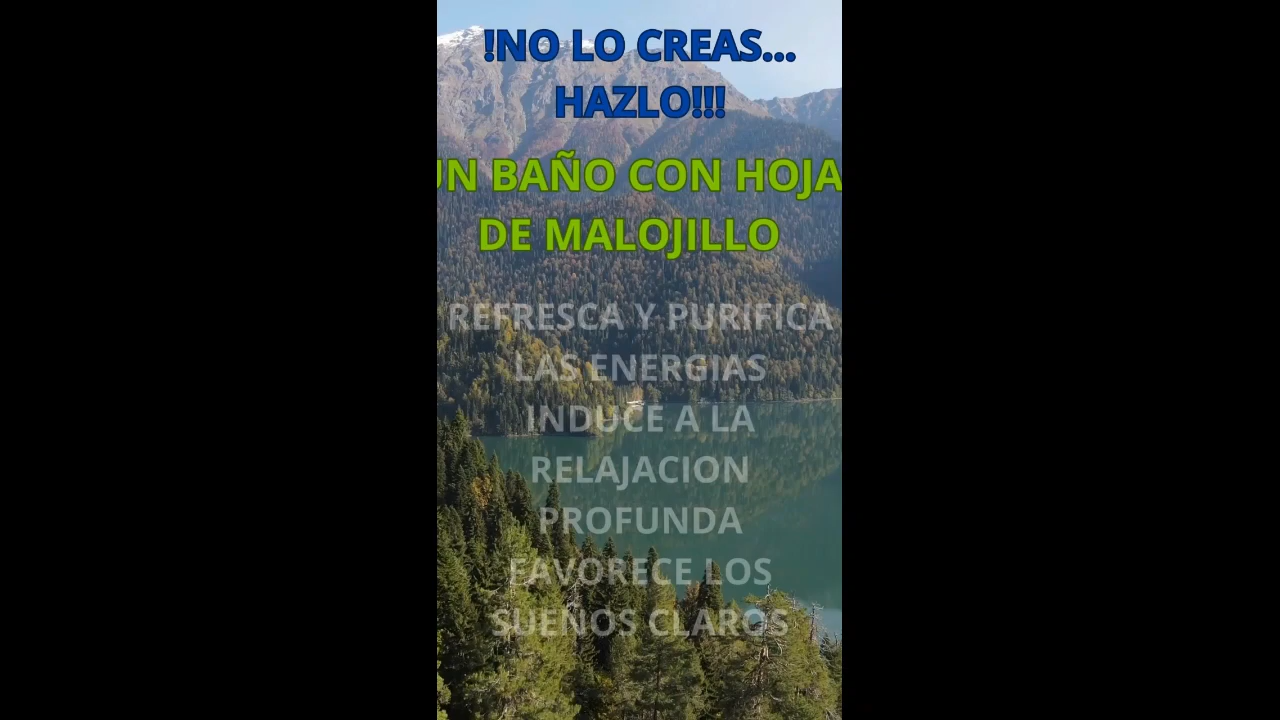 !NO LO CREAS...
HAZLO!!!
UN BAÑO CON HOJA
DE MALOJILLO
REFRESCA Y PURIFICA
LAS ENERGIAS
INDUCE A LA
RELAJACION
PROFUNDA
FAVORECE LOS
SUEÑOS CLAROS